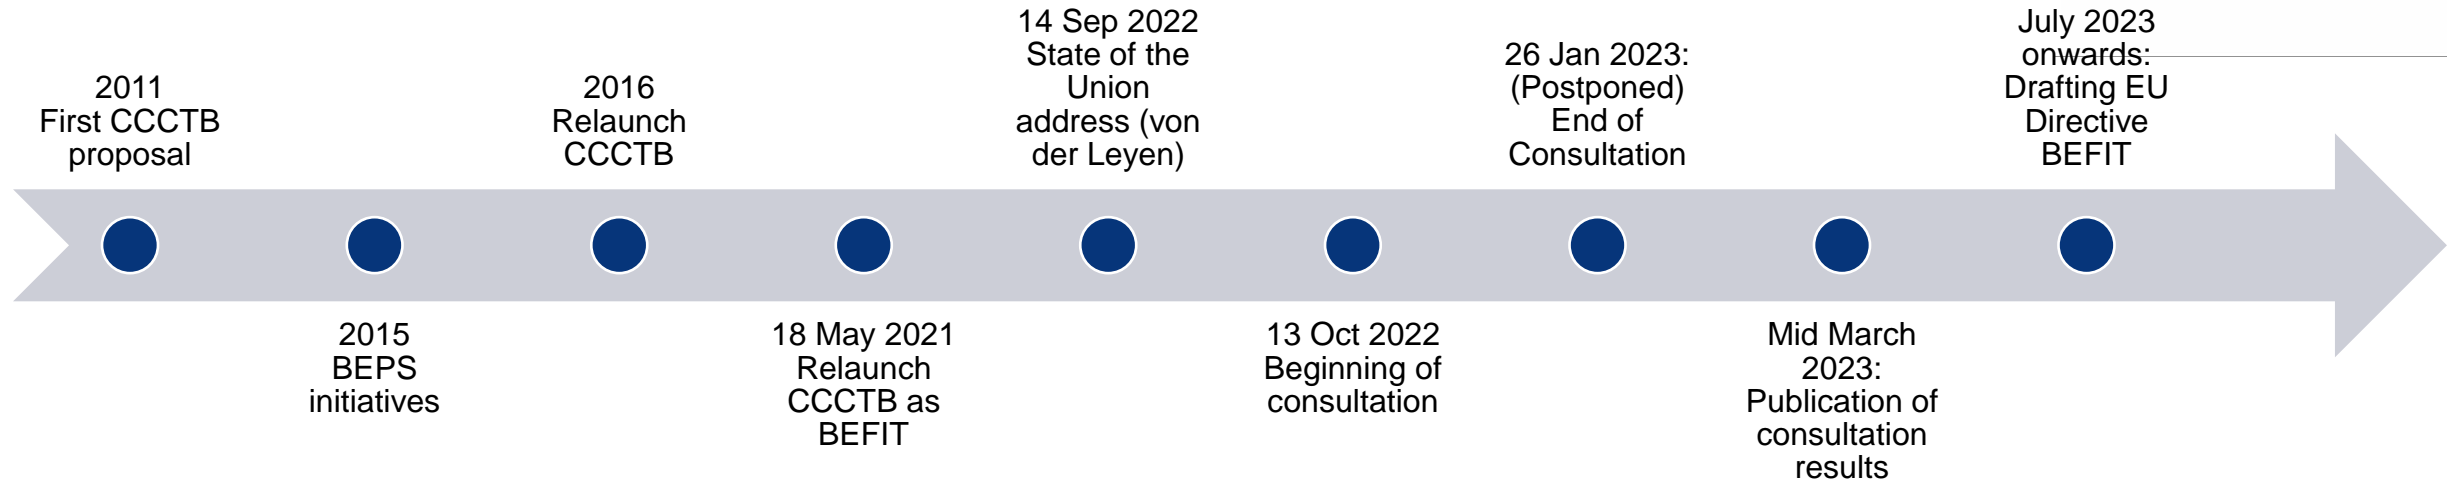 2011
First CCCTB
proposal
2015
BEPS
initiatives
2016
Relaunch
CCCTB
18 May 2021
Relaunch
CCCTB as
BEFIT
14 Sep 2022
State of the
Union
address (von
der Leyen)
13 Oct 2022
Beginning of
consultation
26 Jan 2023:
(Postponed)
End of
Consultation
Mid March
2023:
Publication of
consultation
results
July 2023
onwards:
Drafting EU
Directive
BEFIT